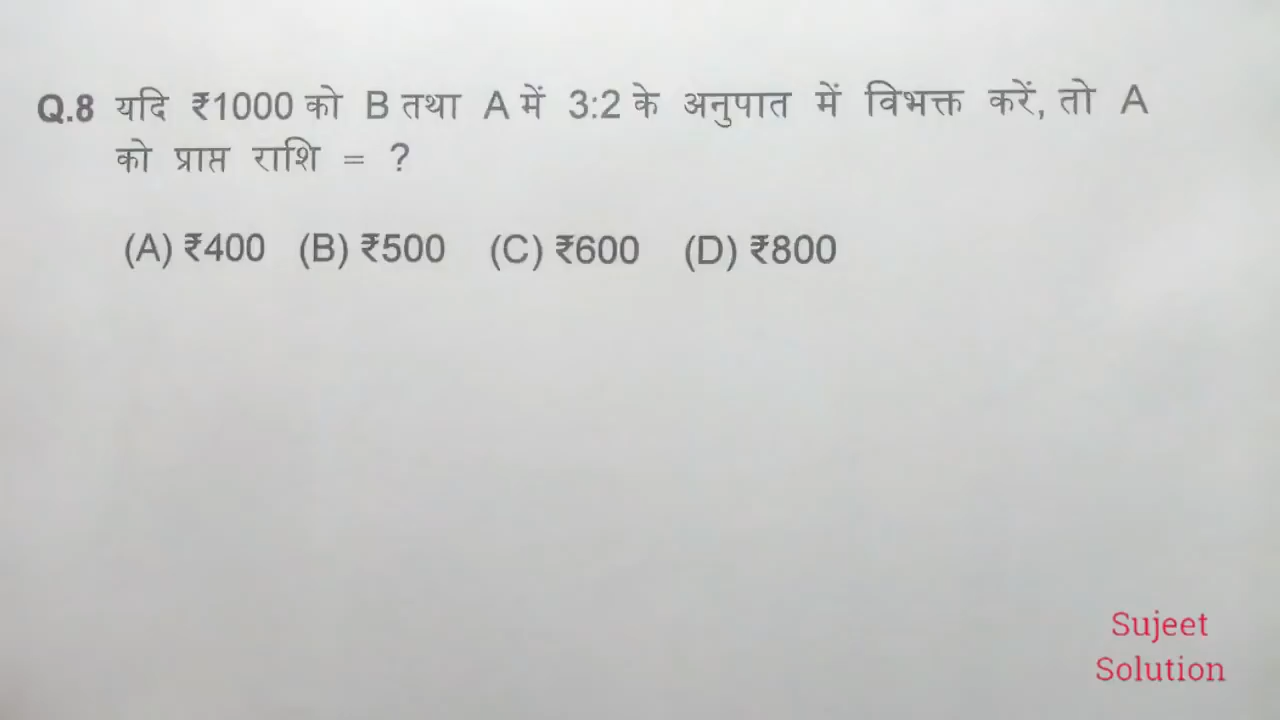 Q.8 यदि ₹1000 को B तथा A में 3:2 के अनुपात में विभक्त करें, तो A
को प्राप्त राशि = ?
(A) ₹400 (B) ₹500 (C) ₹600 (D) ₹800
Sujeet
Solution